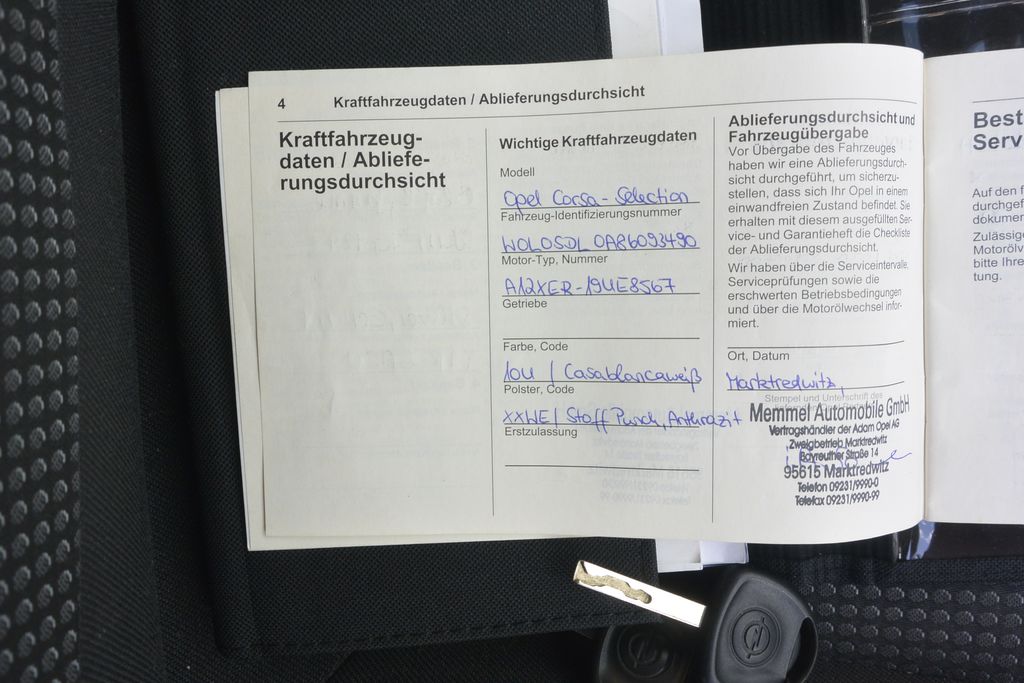 4 Kraftfahrzeugdaten / Ablieferungsdurchsicht
Kraftfahrzeug-
daten / Abliefe-
rungsdurchsicht
Wichtige Kraftfahrzeugdaten
Modell
Opel Corsa - Selection
Fahrzeug-Identifizierungsnummer
WOLOSDL 0A86093490
Motor-Typ, Nummer
A12XER-19UE8567
Getriebe
Farbe, Code
10U / Casablancaweiß
Polster, Code
XXWE / Stoff Punch, Anthrazit
Erstzulassung
Ablieferungsdurchsicht und
Fahrzeugübergabe
Vor Übergabe des Fahrzeuges
haben wir eine Ablieferungsdurch-
sicht durchgeführt, um sicherzu-
stellen, dass sich Ihr Opel in einem
einwandfreien Zustand befindet. Sie
erhalten mit diesem ausgefüllten Ser-
vice- und Garantieheft die Checkliste
der Ablieferungsdurchsicht.
Wir haben über die Serviceintervalle,
Serviceprüfungen sowie die
erschwerten Betriebsbedingungen
und über die Motorölwechsel infor-
miert.
Ort, Datum
Marktredwitz,
Stempel und Unterschrift des
Memmel Automobile GmbH
Vertragshändler der Adam Opel AG
Zweigbetrieb Marktredwitz
Bayreuther Straße 14
95615 Marktredwitz
Telefon 09231/9990-0
Telefax 09231/9990-99
Best
Serv
Auf den f
durchgef
dokumen
Zulässige
Motorölv
bitte Ihre
tung.